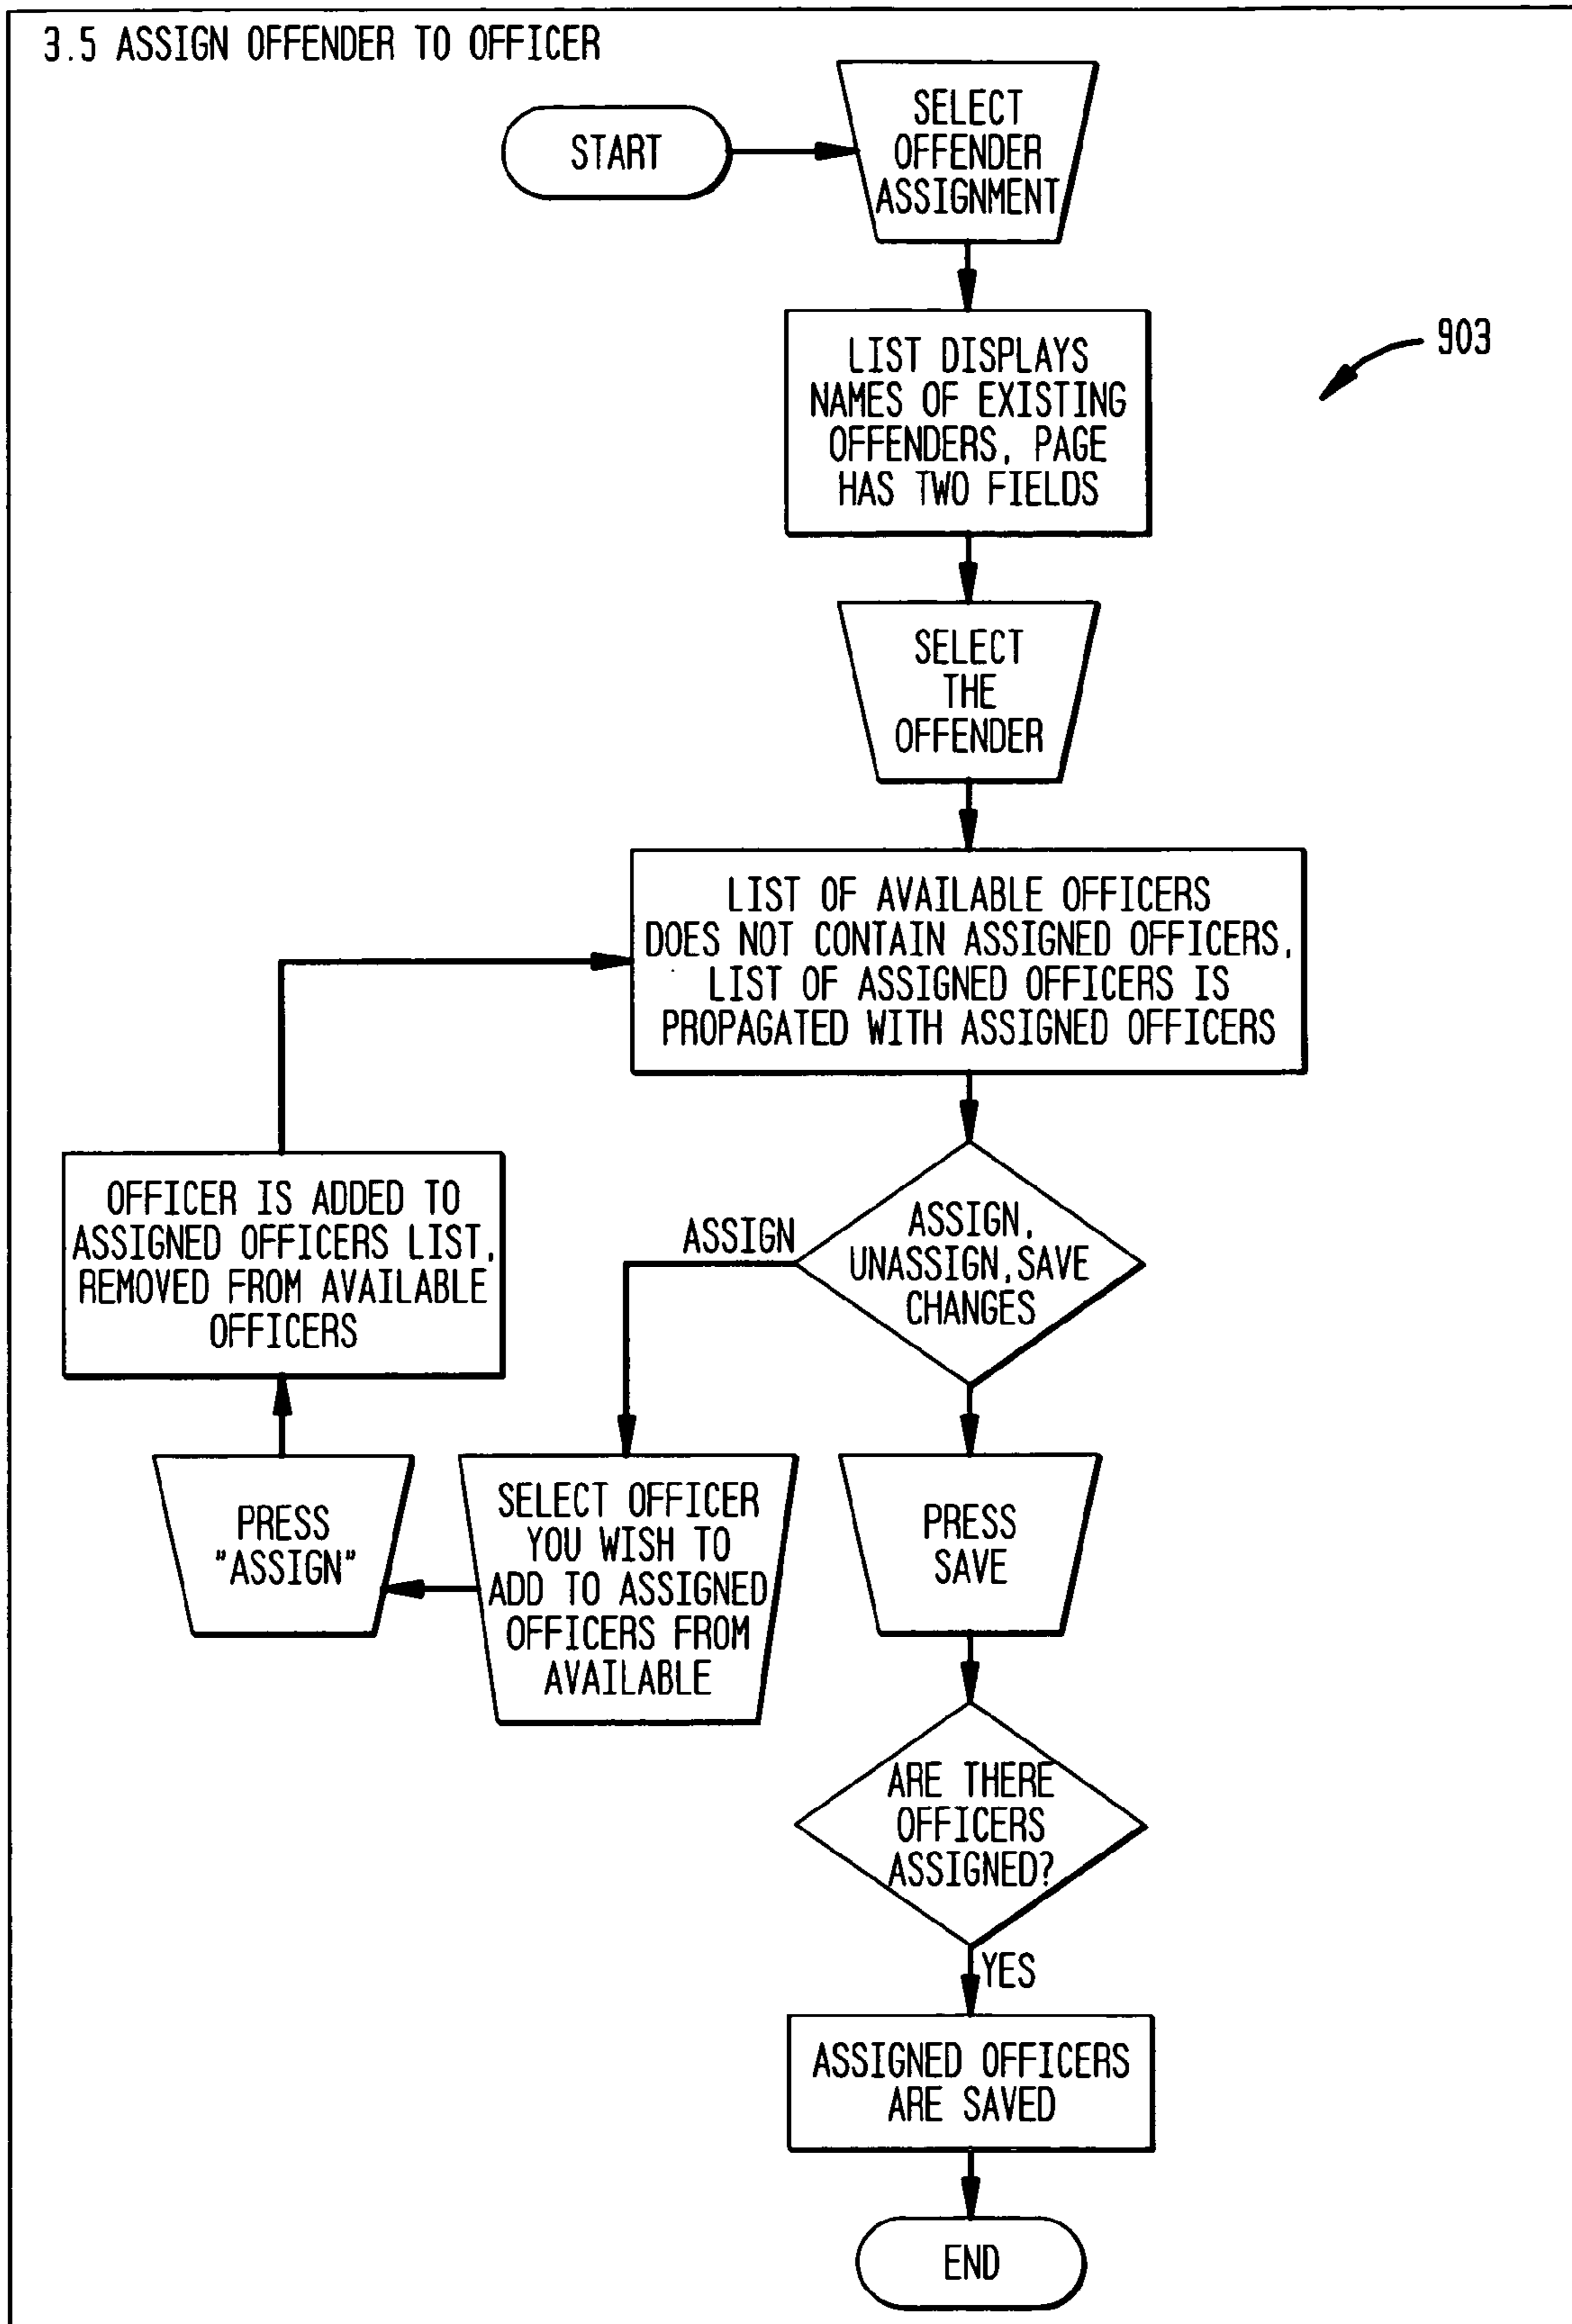 3.5 ASSIGN OFFENDER TO OFFICER
START
SELECT
OFFENDER
ASSIGNMENT
LIST DISPLAYS
NAMES OF EXISTING
OFFENDERS, PAGE
HAS TWO FIELDS
903
SELECT
THE
OFFENDER
LIST OF AVAILABLE OFFICERS
DOES NOT CONTAIN ASSIGNED OFFICERS,
LIST OF ASSIGNED OFFICERS IS
PROPAGATED WITH ASSIGNED OFFICERS
ASSIGN,
UNASSIGN,SAVE
CHANGES
ASSIGN
SELECT OFFICER
YOU WISH TO
ADD TO ASSIGNED
OFFICERS FROM
AVAILABLE
PRESS
"ASSIGN"
OFFICER IS ADDED TO
ASSIGNED OFFICERS LIST,
REMOVED FROM AVAILABLE
OFFICERS
PRESS
SAVE
ARE THERE
OFFICERS
ASSIGNED?
YES
ASSIGNED OFFICERS
ARE SAVED
END